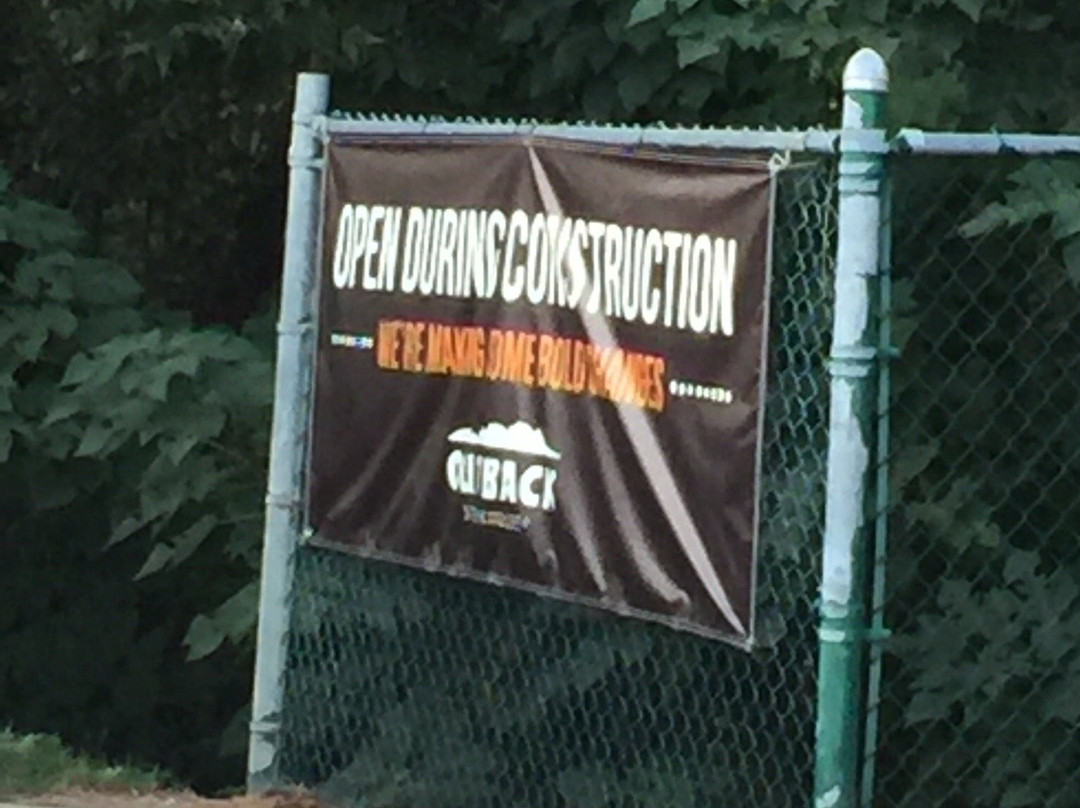 OPEN DURING CONSTRUCTION
WE'RE MAKING SOME BOLD CHANGES
OUTBACK